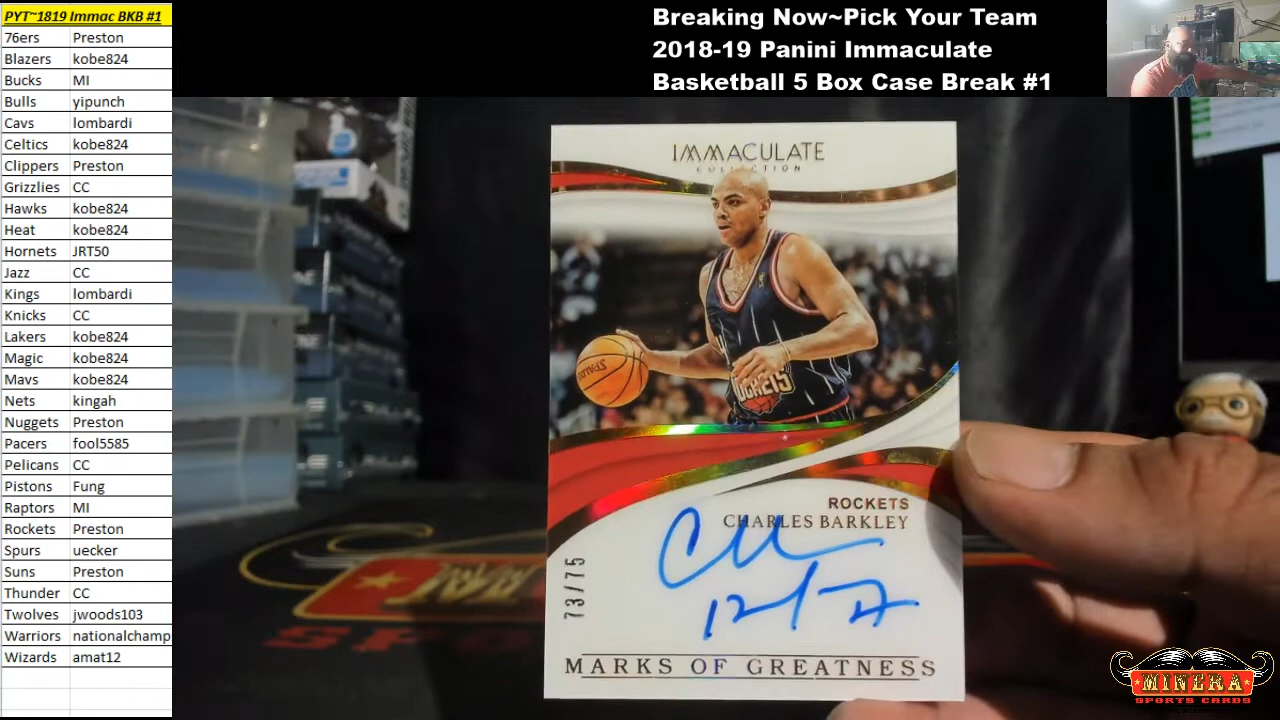 PYT~1819 Immac BKB #1
76ers Preston
Blazers kobe824
Bucks MI
Bulls yipunch
Cavs lombardi
Celtics kobe824
Clippers Preston
Grizzlies CC
Hawks kobe824
Heat kobe824
Hornets JRT50
Jazz CC
Kings lombardi
Knicks CC
Lakers kobe824
Magic kobe824
Mavs kobe824
Nets kingah
Nuggets Preston
Pacers fool5585
Pelicans CC
Pistons Fung
Raptors MI
Rockets Preston
Spurs uecker
Suns Preston
Thunder CC
Twolves jwoods103
Warriors nationalchamp
Wizards amat12
Breaking Now~Pick Your Team
2018-19 Panini Immaculate
Basketball 5 Box Case Break #1
IMMACULATE
COLLECTION
SPALDING
ROCKETS
ROCKETS
CHARLES BARKLEY
73/75
MARKS OF GREATNESS
MINERA
SPORTS CARDS